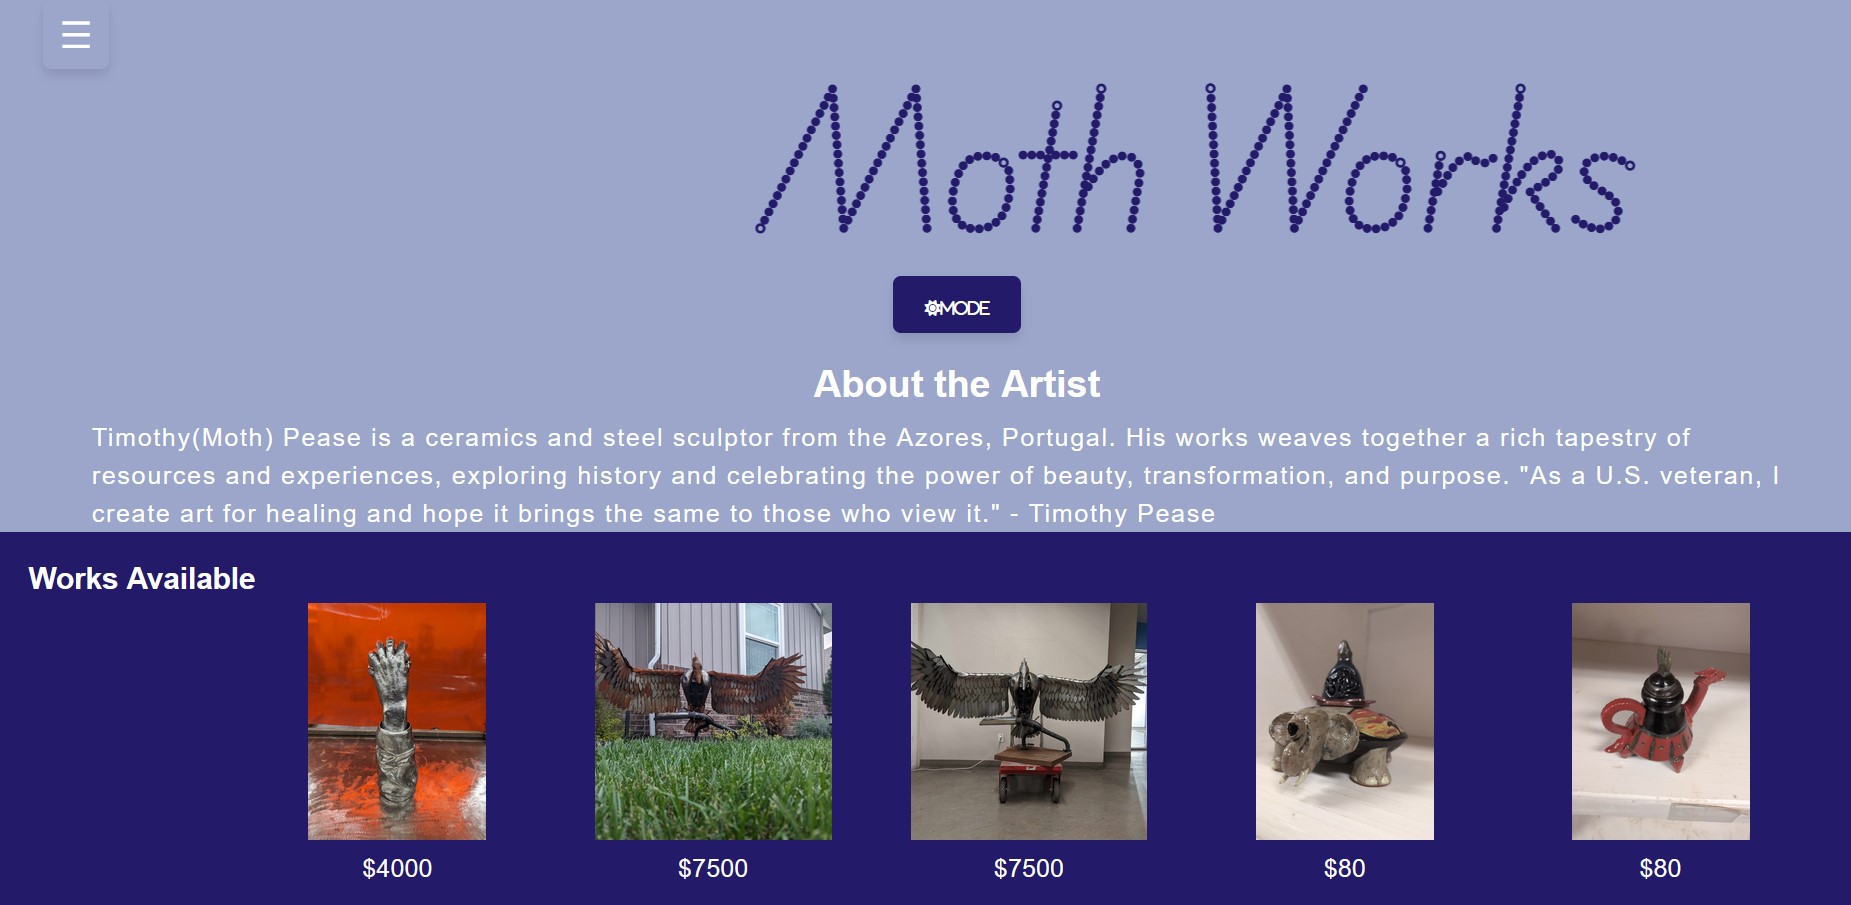 Moth Works
MODE
About the Artist
Timothy(Moth) Pease is a ceramics and steel sculptor from the Azores, Portugal. His works weaves together a rich tapestry of
resources and experiences, exploring history and celebrating the power of beauty, transformation, and purpose. "As a U.S. veteran, I
create art for healing and hope it brings the same to those who view it." - Timothy Pease
Works Available
$4000
$7500
$7500
$80
$80